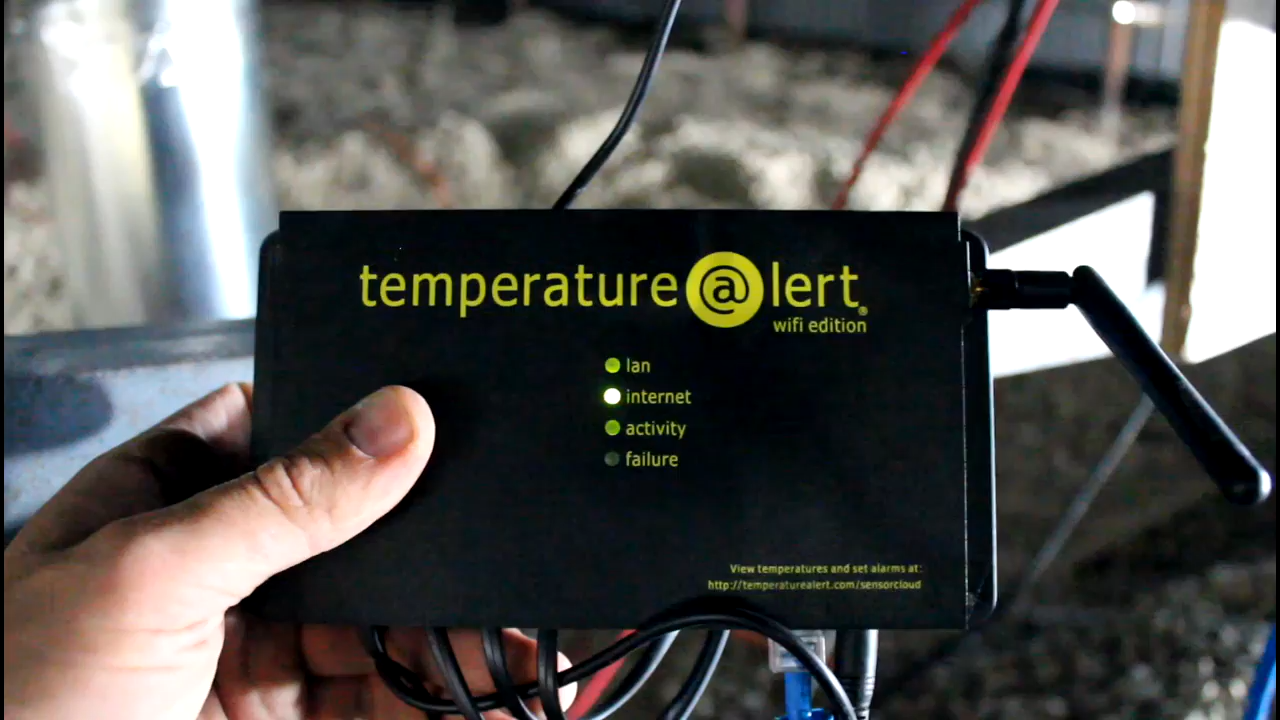 temperature@lert®
wifi edition
lan
internet
activity
failure
View temperatures and set alarms at:
http://temperaturealert.com/sensorcloud